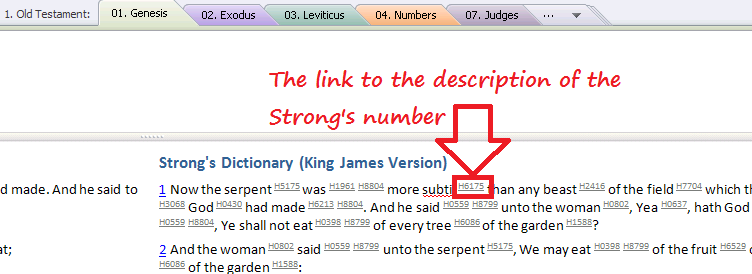 1. Old Testament: 01. Genesis 02. Exodus 03. Leviticus 04. Numbers 07. Judges ...
The link to the description of the
Strong's number
Strong's Dictionary (King James Version)
d made. And he said to
1 Now the serpent H5175 was H1961 H8804 more subti H6175 than any beast H2416 of the field H7704 which th
H3068 God H0430 had made H6213 H8804. And he said H0559 H8799 unto the woman H0802, Yea H0637, hath God
H0559 H8804, Ye shall not eat H0398 H8799 of every tree H6086 of the garden H1588?
at;
2 And the woman H0802 said H0559 H8799 unto the serpent H5175, We may eat H0398 H8799 of the fruit H6529 o
H6086 of the garden H1588: